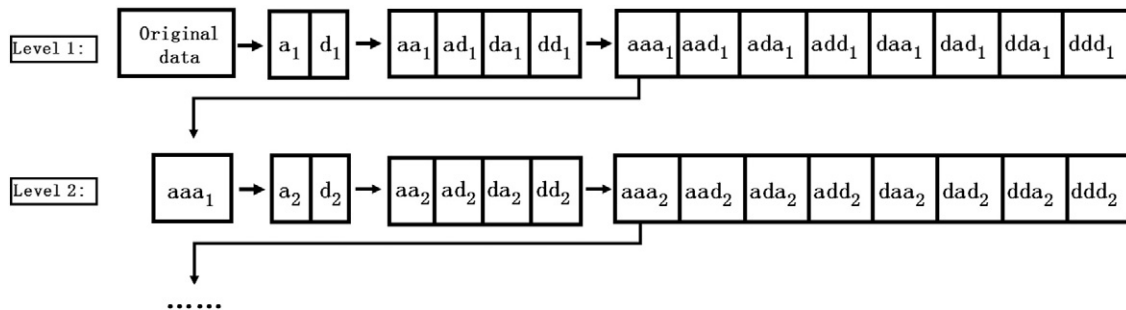 Level 1:
Original
data
a₁ d₁
aa₁ ad₁ da₁ dd₁
aaa₁ aad₁ ada₁ add₁ daa₁ dad₁ dda₁ ddd₁
Level 2:
aaa₁
a₂ d₂
aa₂ ad₂ da₂ dd₂
aaa₂ aad₂ ada₂ add₂ daa₂ dad₂ dda₂ ddd₂
......